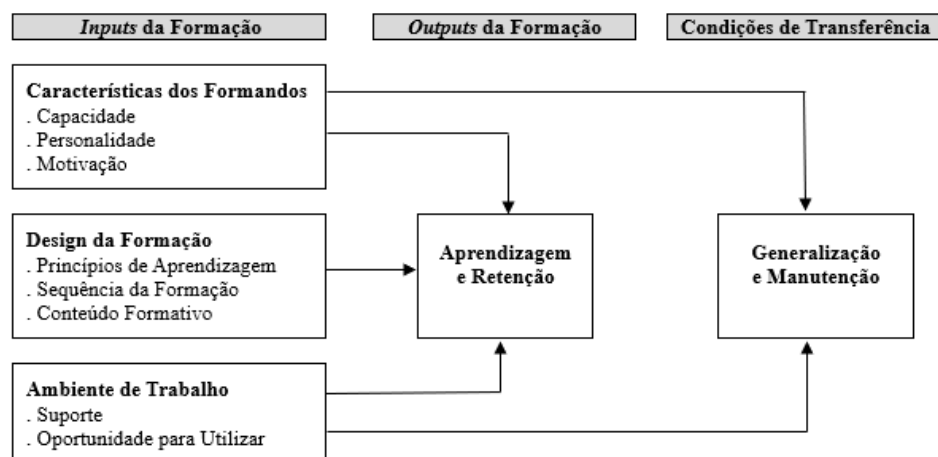 Inputs da Formação
Outputs da Formação
Condições de Transferência
Características dos Formandos
. Capacidade
. Personalidade
. Motivação
Design da Formação
. Princípios de Aprendizagem
. Sequência da Formação
. Conteúdo Formativo
Aprendizagem
e Retenção
Generalização
e Manutenção
Ambiente de Trabalho
. Suporte
. Oportunidade para Utilizar